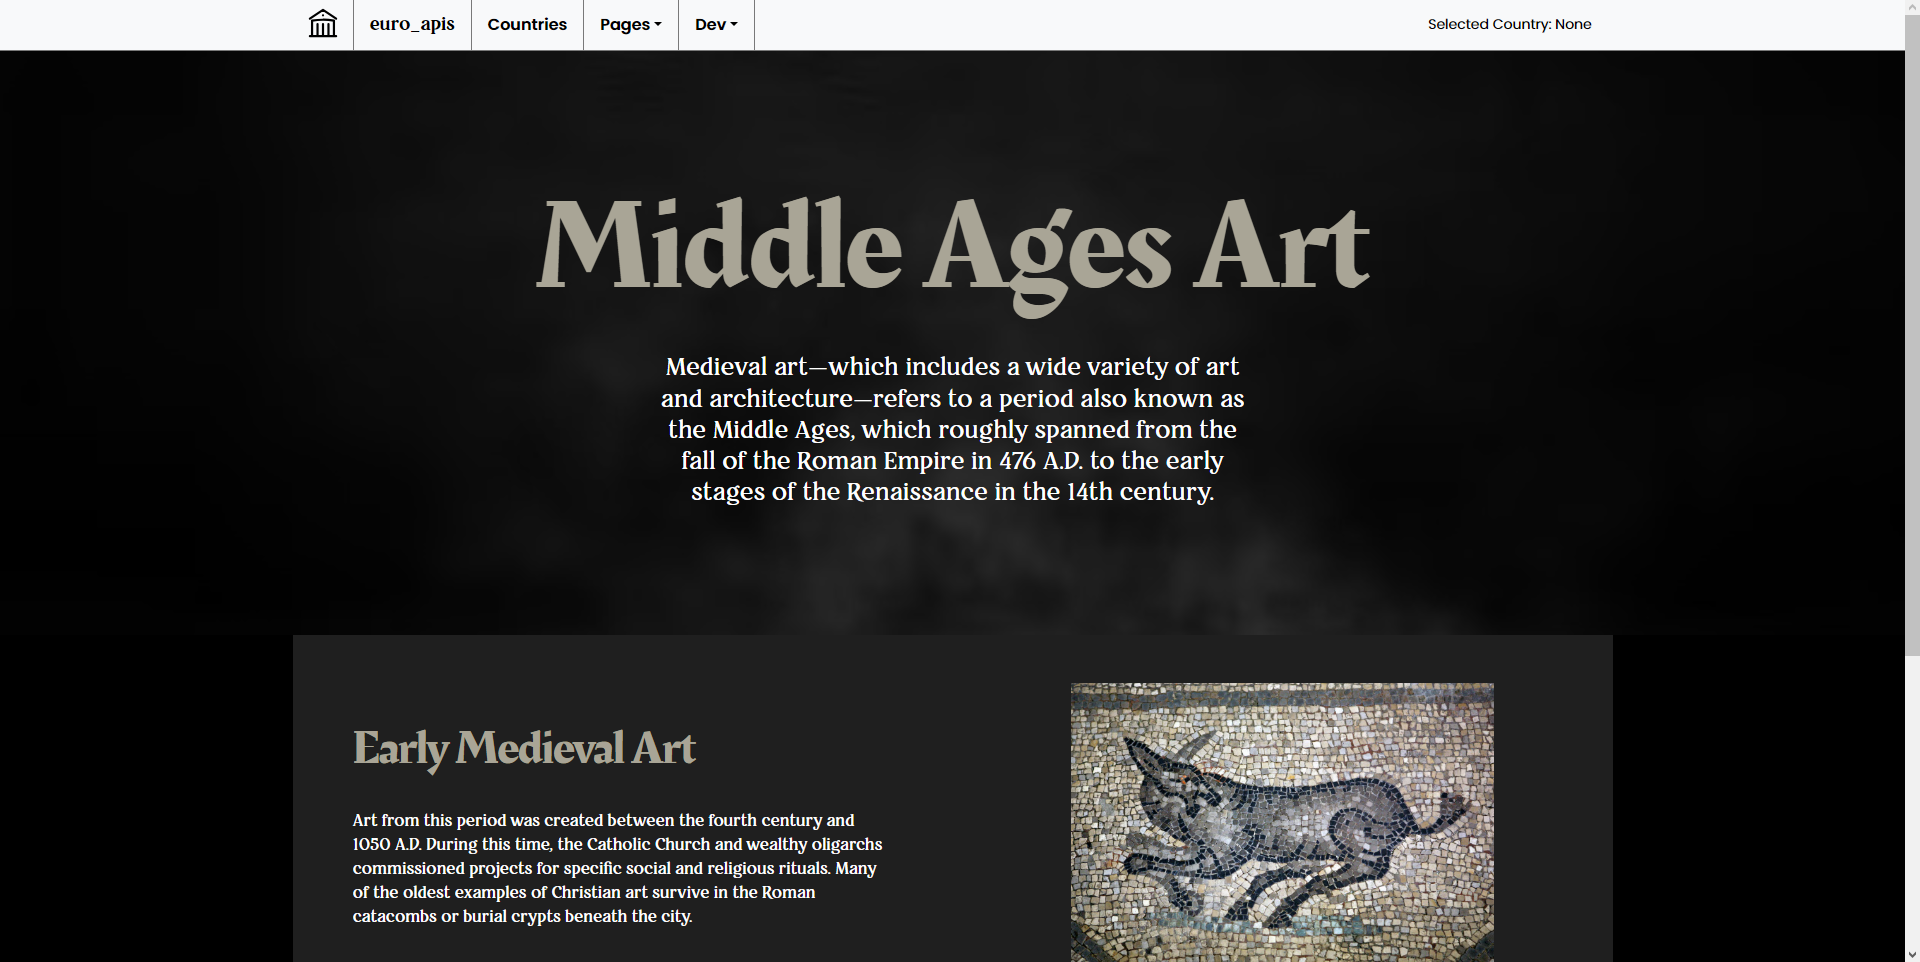 euro_apis
Countries
Pages
Dev
Selected Country: None
Middle Ages Art
Medieval art—which includes a wide variety of art
and architecture—refers to a period also known as
the Middle Ages, which roughly spanned from the
fall of the Roman Empire in 476 A.D. to the early
stages of the Renaissance in the 14th century.
Early Medieval Art
Art from this period was created between the fourth century and
1050 A.D. During this time, the Catholic Church and wealthy oligarchs
commissioned projects for specific social and religious rituals. Many
of the oldest examples of Christian art survive in the Roman
catacombs or burial crypts beneath the city.